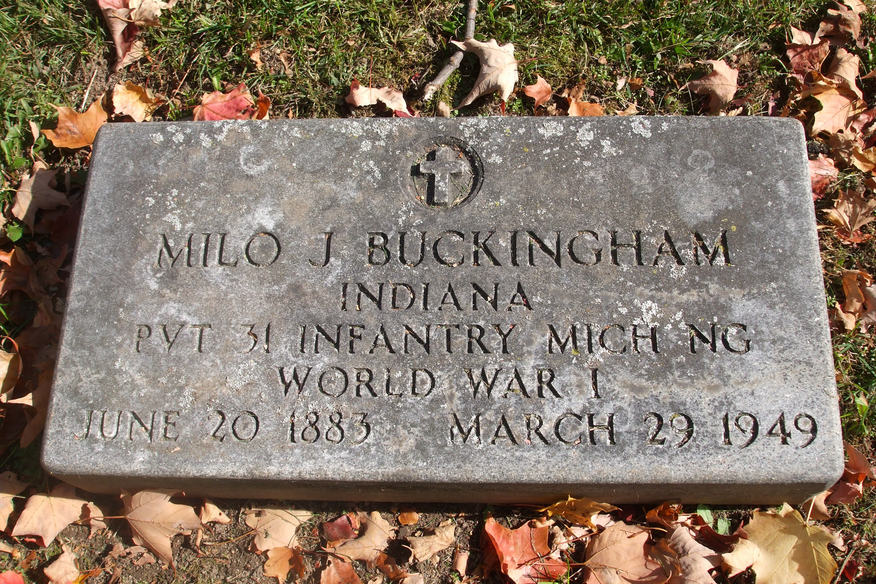 MILO J BUCKINGHAM
INDIANA
PVT 31 INFANTRY MICH NG
WORLD WAR I
JUNE 20 1883 MARCH 29 1949